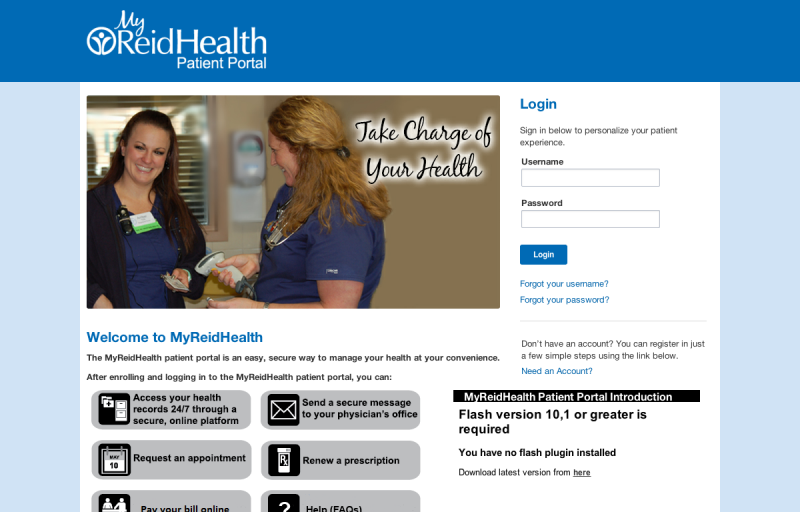 My
ReidHealth
Patient Portal
Take Charge of
Your Health
Login
Sign in below to personalize your patient
experience.
Username
Password
Login
Forgot your username?
Forgot your password?
Don't have an account? You can register in just
a few simple steps using the link below.
Need an Account?
Welcome to MyReidHealth
The MyReidHealth patient portal is an easy, secure way to manage your health at your convenience.
After enrolling and logging in to the MyReidHealth patient portal, you can:
Access your health
records 24/7 through a
secure, online platform
Send a secure message
to your physician's office
MAY
10
Request an appointment
Rx
Renew a prescription
Pay your bill online
?
Help (FAQs)
MyReidHealth Patient Portal Introduction
Flash version 10,1 or greater is
required
You have no flash plugin installed
Download latest version from here